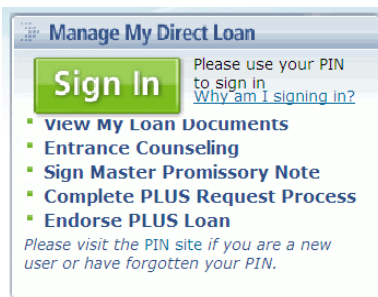 Manage My Direct Loan
Sign In
Please use your PIN
to sign in
Why am I signing in?
View My Loan Documents
Entrance Counseling
Sign Master Promissory Note
Complete PLUS Request Process
Endorse PLUS Loan
Please visit the PIN site if you are a new
user or have forgotten your PIN.